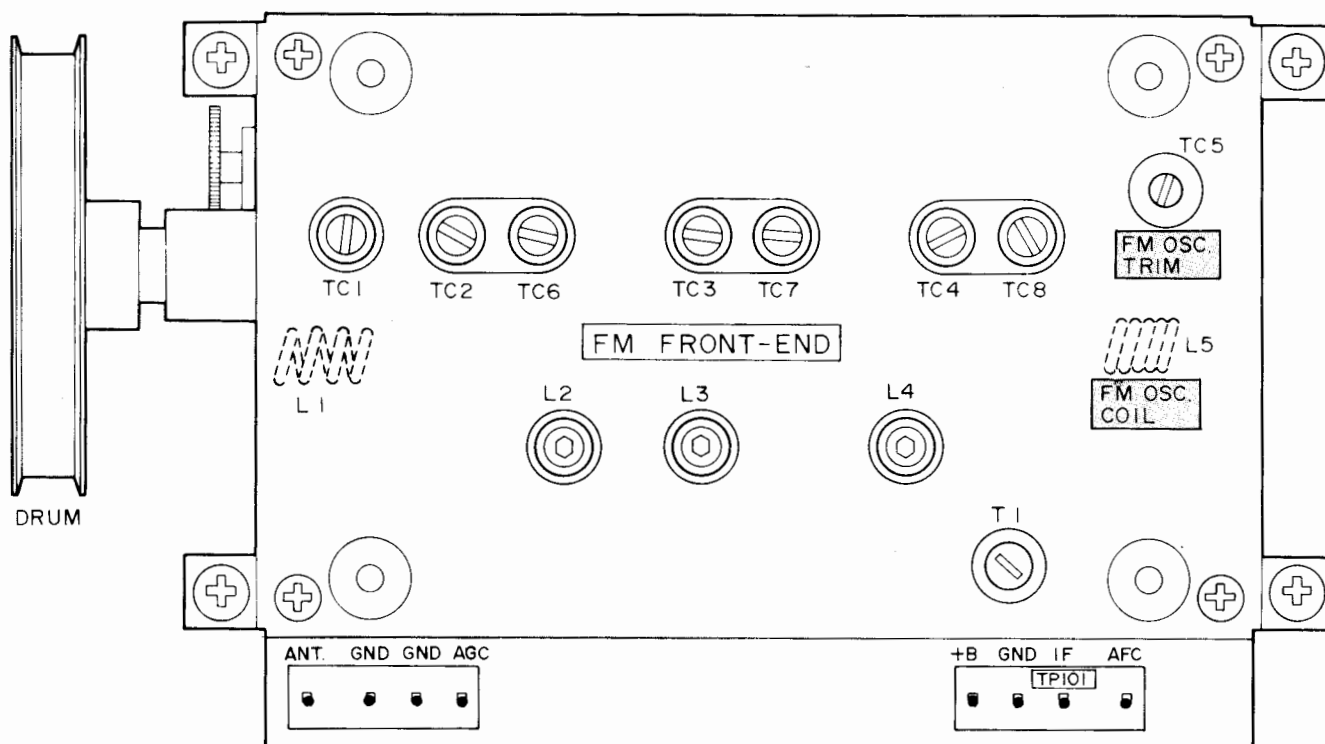 TC5
FM OSC.
TRIM
TC1
TC2
TC6
TC3
TC7
TC4
TC8
FM FRONT-END
L1
L5
FM OSC.
COIL
L2
L3
L4
DRUM
T1
ANT. GND GND AGC
+B GND IF AFC
TP101